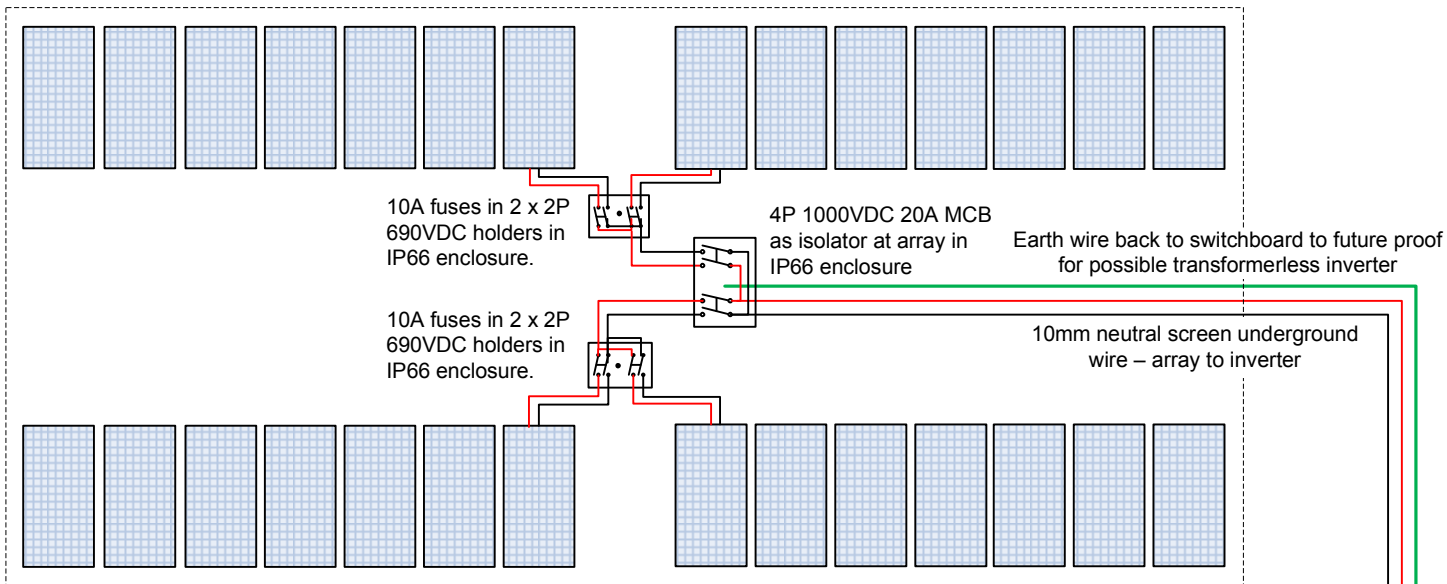 10A fuses in 2 x 2P
690VDC holders in
IP66 enclosure.
4P 1000VDC 20A MCB
as isolator at array in
IP66 enclosure
Earth wire back to switchboard to future proof
for possible transformerless inverter
10A fuses in 2 x 2P
690VDC holders in
IP66 enclosure.
10mm neutral screen underground
wire – array to inverter